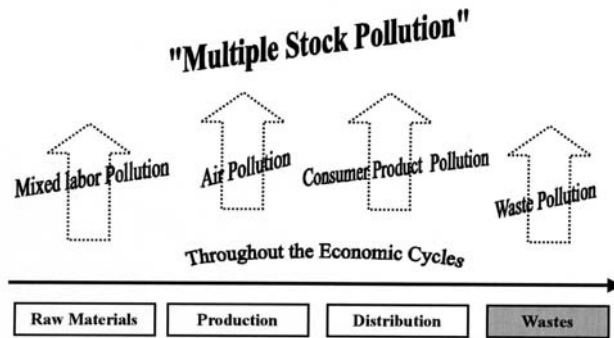 "Multiple Stock Pollution"
Mixed labor Pollution
Air Pollution
Consumer Product Pollution
Waste Pollution
Throughout the Economic Cycles
Raw Materials
Production
Distribution
Wastes